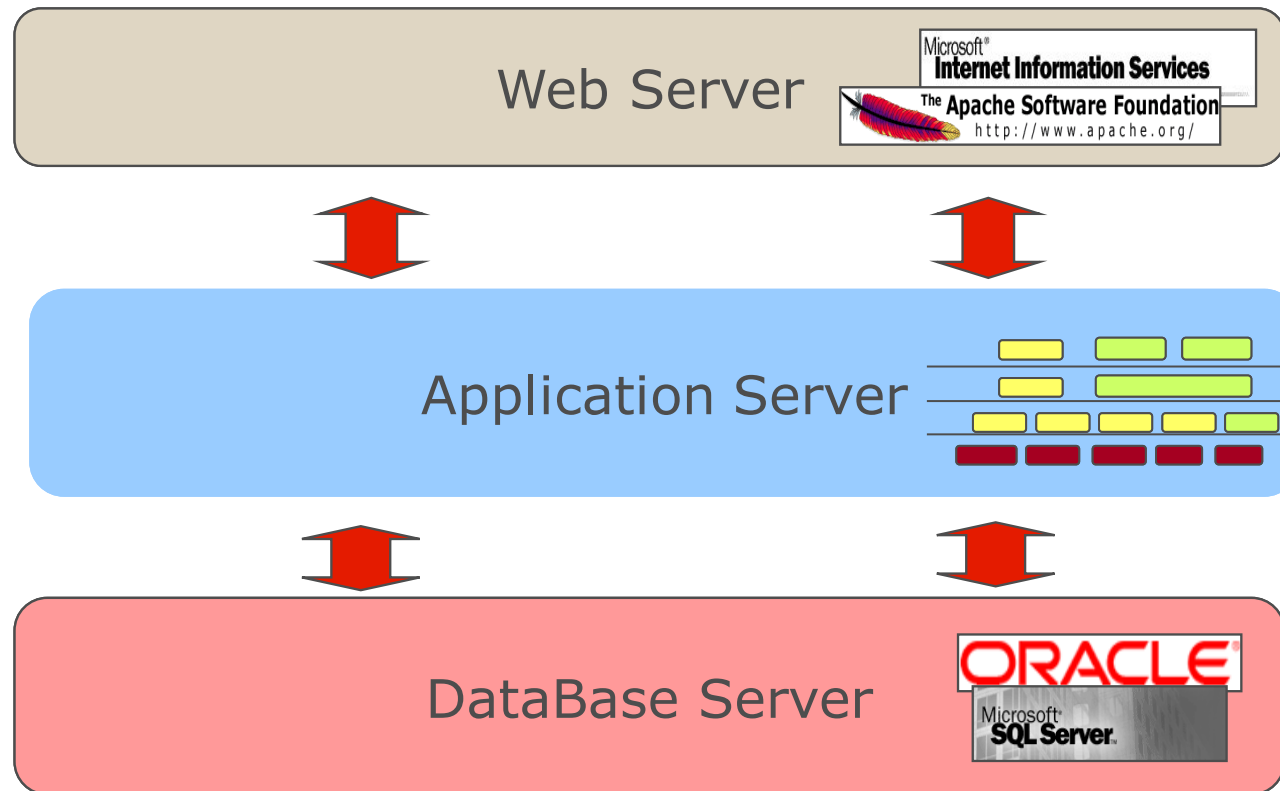 Web Server
Microsoft®
Internet Information Services
The Apache Software Foundation
http://www.apache.org/
Application Server
DataBase Server
ORACLE®
Microsoft®
SQL Server™